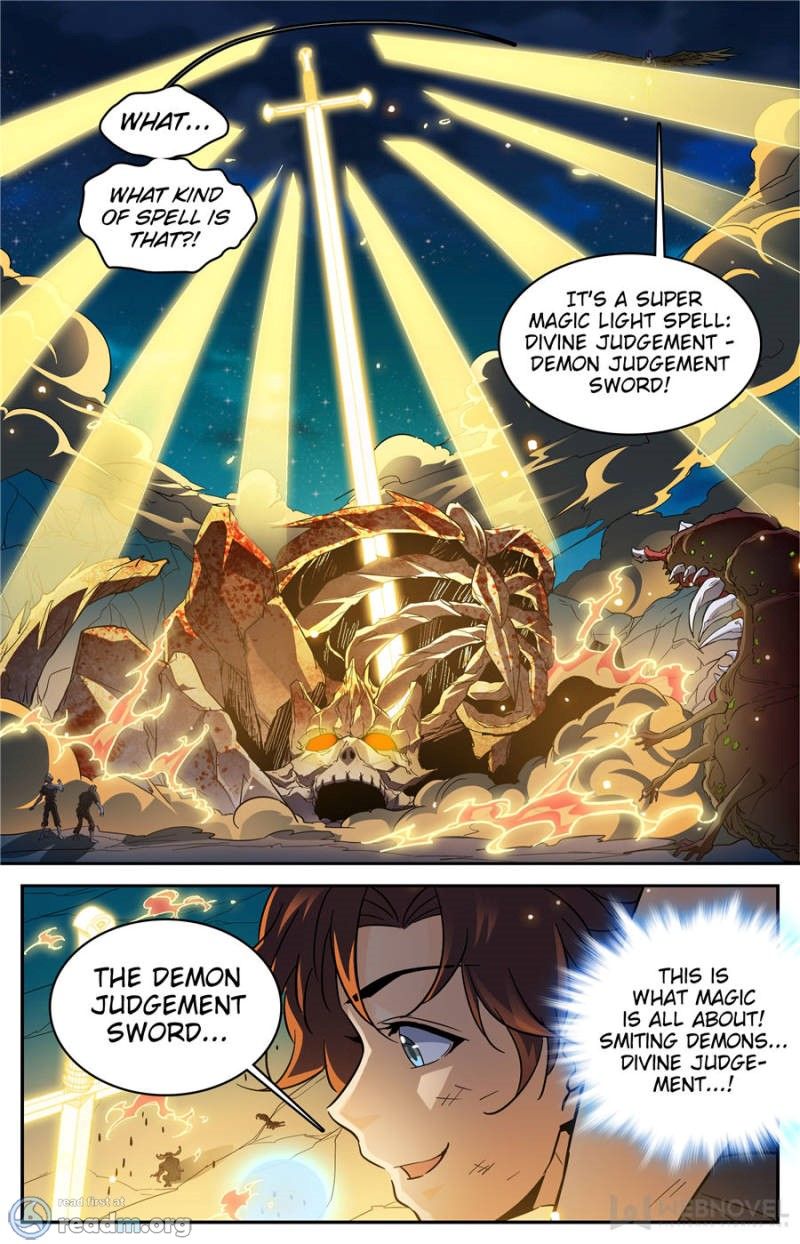 WHAT...
WHAT KIND
OF SPELL IS
THAT?!
IT'S A SUPER
MAGIC LIGHT SPELL:
DIVINE JUDGEMENT -
DEMON JUDGEMENT
SWORD!
THE DEMON
JUDGEMENT
SWORD...
THIS IS
WHAT MAGIC
IS ALL ABOUT!
SMITING DEMONS...
DIVINE JUDGE-
MENT...!
read first at
readm.org
WEBNOVEL